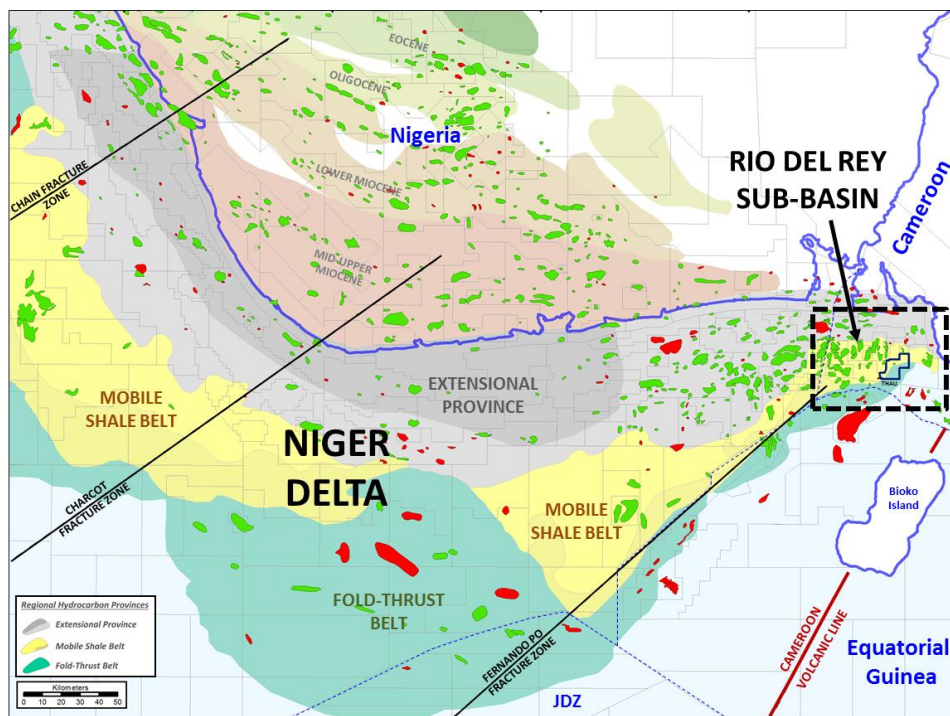 EOCENE
OLIGOCENE
Nigeria
LOWER MIOCENE
MID-UPPER
MIOCENE
CHAIN FRACTURE
ZONE
RIO DEL REY
SUB-BASIN
Cameroon
THALI
EXTENSIONAL
PROVINCE
MOBILE
SHALE BELT
NIGER
DELTA
CHARCOT
FRACTURE ZONE
MOBILE
SHALE BELT
Bioko
Island
FOLD-THRUST
BELT
FERNANDO PO
FRACTURE ZONE
CAMEROON
VOLCANIC LINE
Equatorial
Guinea
JDZ
Regional Hydrocarbon Provinces
Extensional Province
Mobile Shale Belt
Fold-Thrust Belt
Kilometers
0 10 20 30 40 50